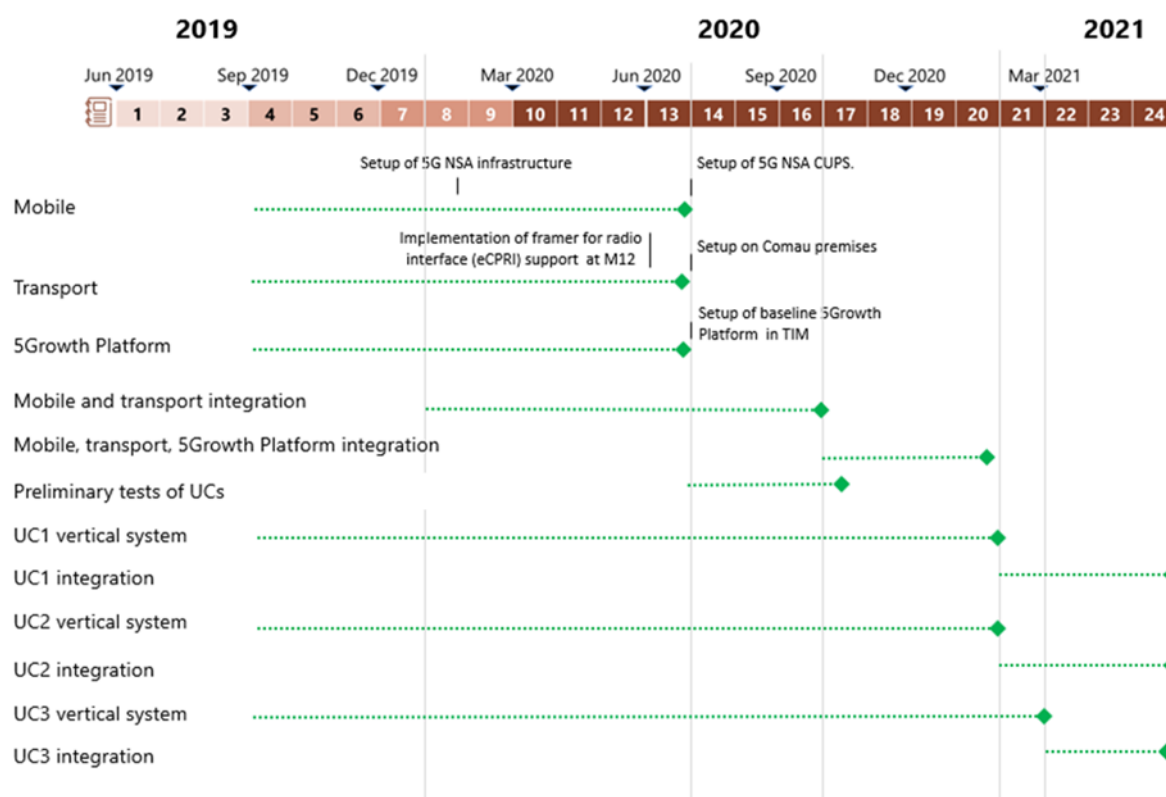 2019 2020 2021
Jun 2019 Sep 2019 Dec 2019 Mar 2020 Jun 2020 Sep 2020 Dec 2020 Mar 2021
1 2 3 4 5 6 7 8 9 10 11 12 13 14 15 16 17 18 19 20 21 22 23 24
Setup of 5G NSA infrastructure
Setup of 5G NSA CUPS.
Mobile
Implementation of framer for radio
interface (eCPRI) support at M12
Setup on Comau premises
Transport
Setup of baseline 5Growth
Platform in TIM
5Growth Platform
Mobile and transport integration
Mobile, transport, 5Growth Platform integration
Preliminary tests of UCs
UC1 vertical system
UC1 integration
UC2 vertical system
UC2 integration
UC3 vertical system
UC3 integration